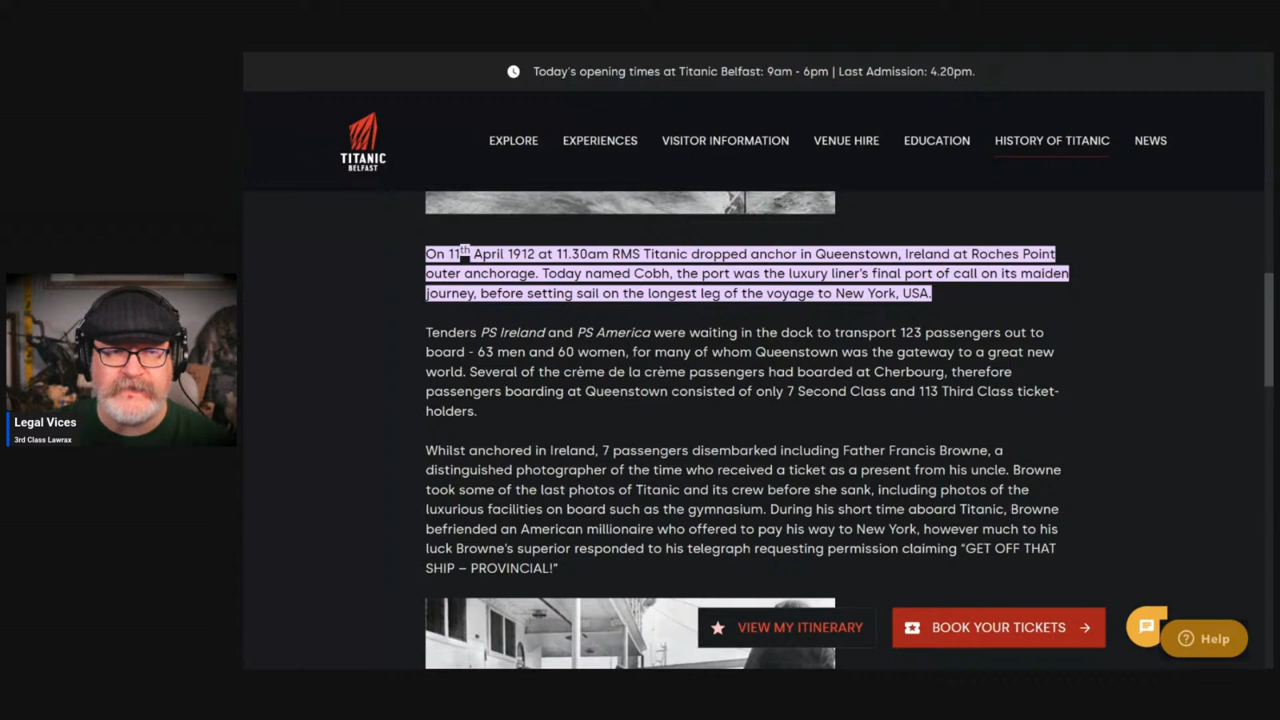 Today's opening times at Titanic Belfast: 9am - 6pm | Last Admission: 4.20pm.
TITANIC
BELFAST
EXPLORE EXPERIENCES VISITOR INFORMATION VENUE HIRE EDUCATION HISTORY OF TITANIC NEWS
On 11th April 1912 at 11.30am RMS Titanic dropped anchor in Queenstown, Ireland at Roches Point
outer anchorage. Today named Cobh, the port was the luxury liner's final port of call on its maiden
journey, before setting sail on the longest leg of the voyage to New York, USA.
Tenders PS Ireland and PS America were waiting in the dock to transport 123 passengers out to
board - 63 men and 60 women, for many of whom Queenstown was the gateway to a great new
world. Several of the crème de la crème passengers had boarded at Cherbourg, therefore
passengers boarding at Queenstown consisted of only 7 Second Class and 113 Third Class ticket-
holders.
Whilst anchored in Ireland, 7 passengers disembarked including Father Francis Browne, a
distinguished photographer of the time who received a ticket as a present from his uncle. Browne
took some of the last photos of Titanic and its crew before she sank, including photos of the
luxurious facilities on board such as the gymnasium. During his short time aboard Titanic, Browne
befriended an American millionaire who offered to pay his way to New York, however much to his
luck Browne's superior responded to his telegraph requesting permission claiming "GET OFF THAT
SHIP – PROVINCIAL!"
Legal Vices
3rd Class Lawrax
VIEW MY ITINERARY
BOOK YOUR TICKETS
Help